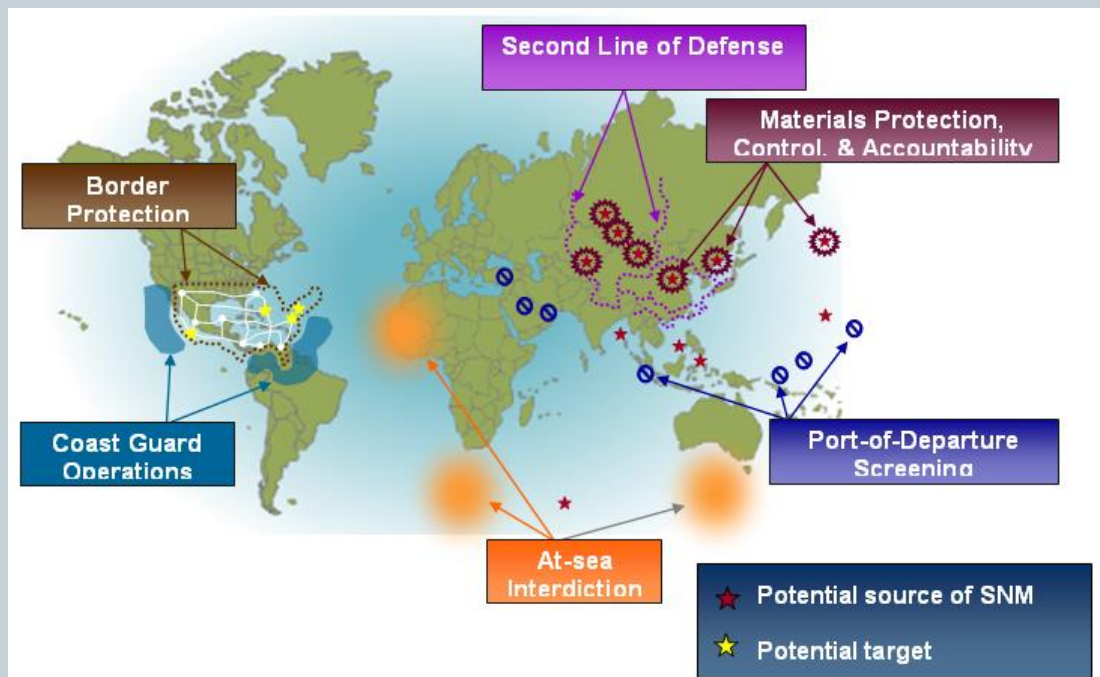 Second Line of Defense
Materials Protection,
Control, & Accountability
Border
Protection
Coast Guard
Operations
Port-of-Departure
Screening
At-sea
Interdiction
Potential source of SNM
Potential target